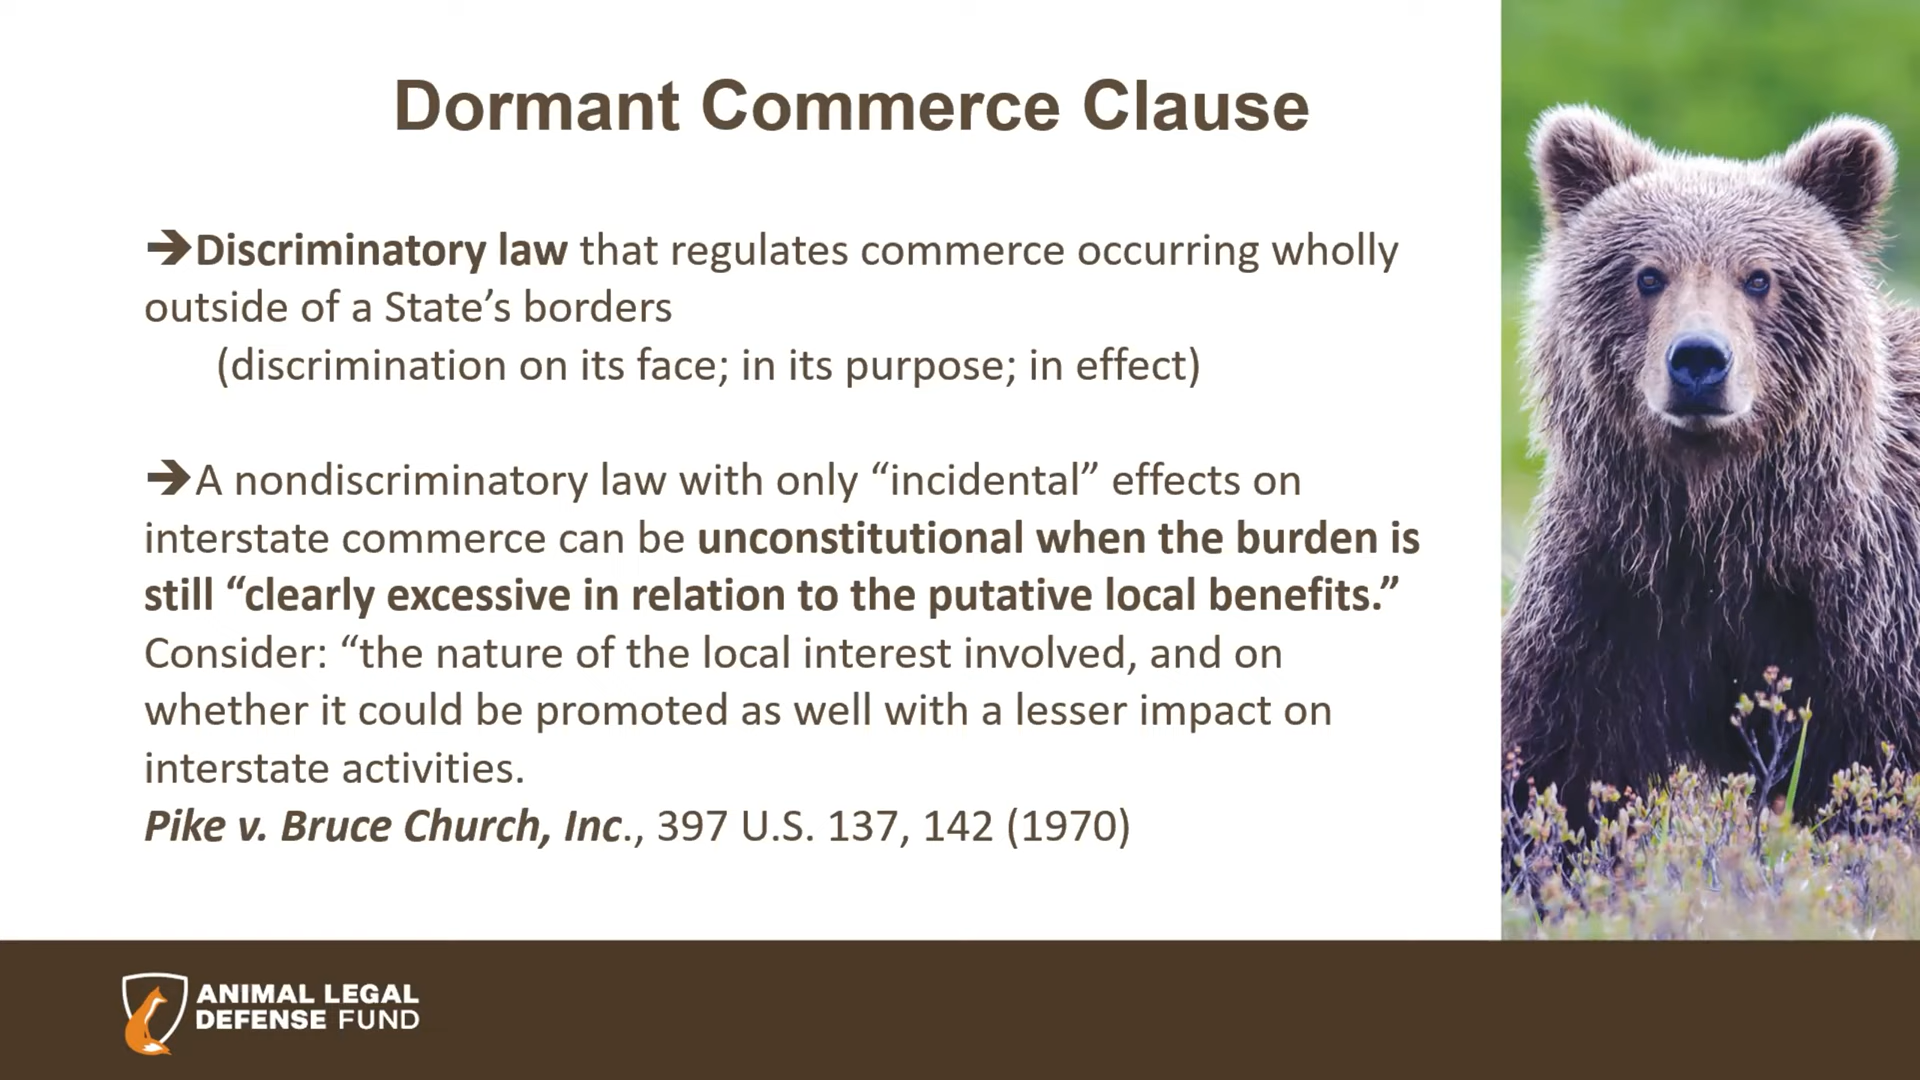 Dormant Commerce Clause
➔Discriminatory law that regulates commerce occurring wholly
outside of a State’s borders
(discrimination on its face; in its purpose; in effect)
➔A nondiscriminatory law with only “incidental” effects on
interstate commerce can be unconstitutional when the burden is
still “clearly excessive in relation to the putative local benefits.”
Consider: “the nature of the local interest involved, and on
whether it could be promoted as well with a lesser impact on
interstate activities.
Pike v. Bruce Church, Inc., 397 U.S. 137, 142 (1970)
ANIMAL LEGAL
DEFENSE FUND